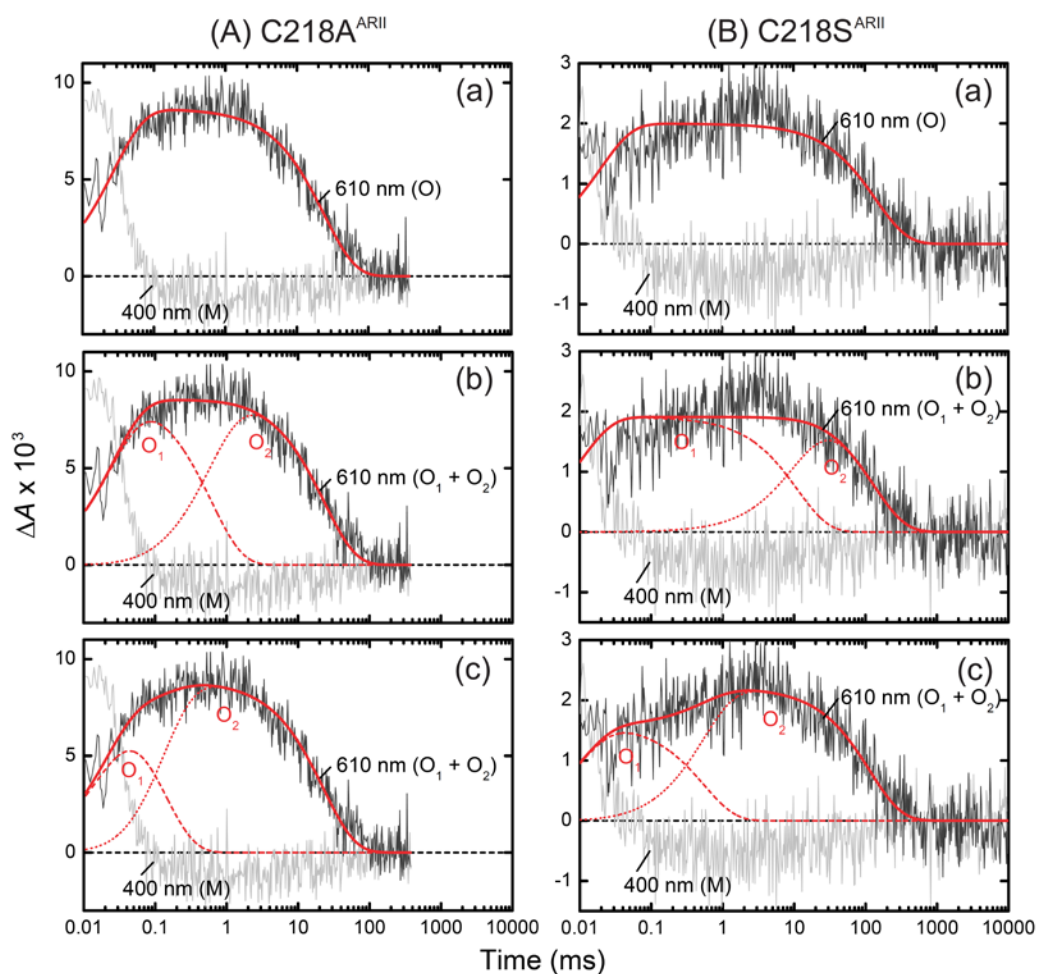 (A) C218A^ARII
(B) C218S^ARII
ΔA x 10^3
(a)
10
5
0
610 nm (O)
400 nm (M)
(a)
3
2
1
0
-1
610 nm (O)
400 nm (M)
(b)
10
5
0
O1
O2
610 nm (O1 + O2)
400 nm (M)
(b)
3
2
1
0
-1
O1
O2
610 nm (O1 + O2)
400 nm (M)
(c)
10
5
0
O1
O2
610 nm (O1 + O2)
400 nm (M)
0.01 0.1 1 10 100 1000 10000
(c)
3
2
1
0
-1
O1
O2
610 nm (O1 + O2)
400 nm (M)
0.01 0.1 1 10 100 1000 10000
Time (ms)